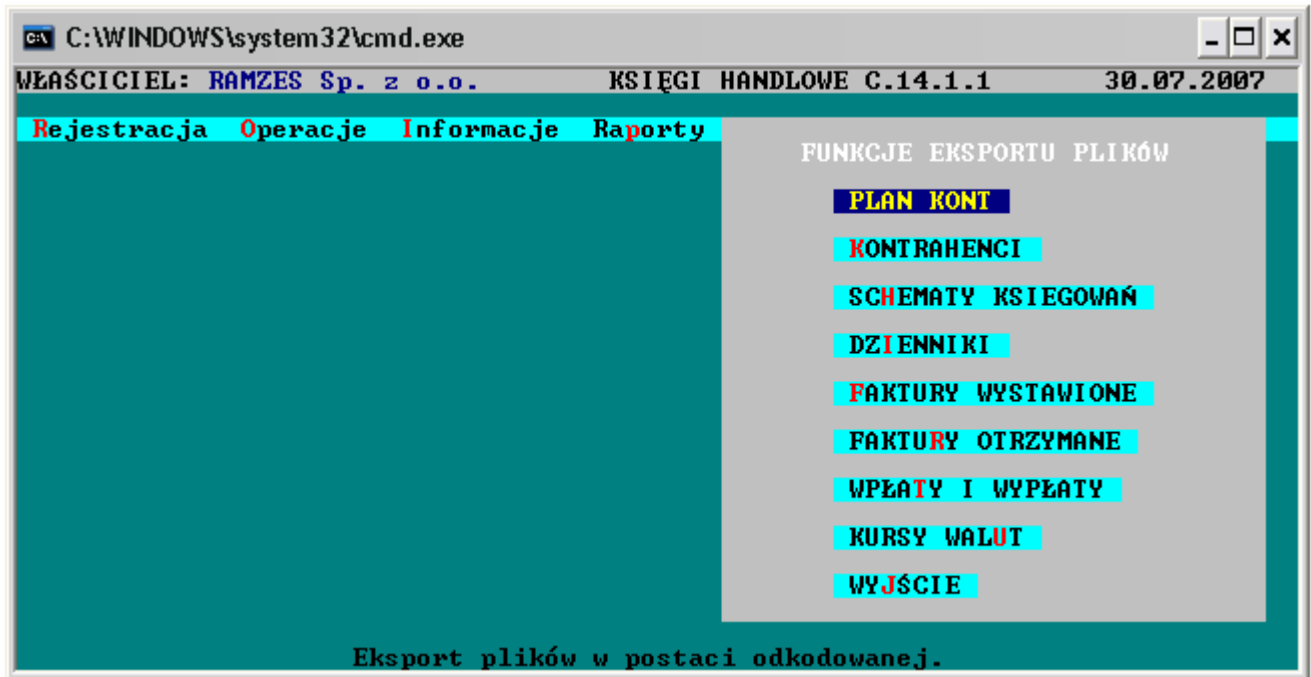 C:\WINDOWS\system32\cmd.exe
WŁAŚCICIEL: RAMZES Sp. z o.o. KSIĘGI HANDLOWE C.14.1.1 30.07.2007
Rejestracja Operacje Informacje Raporty
FUNKCJE EKSPORTU PLIKÓW
PLAN KONT
KONTRAHENCI
SCHEMATY KSIEGOWAŃ
DZIENNIKI
FAKTURY WYSTAWIONE
FAKTURY OTRZYMANE
WPŁATY I WYPŁATY
KURSY WALUT
WYJŚCIE
Eksport plików w postaci odkodowanej.